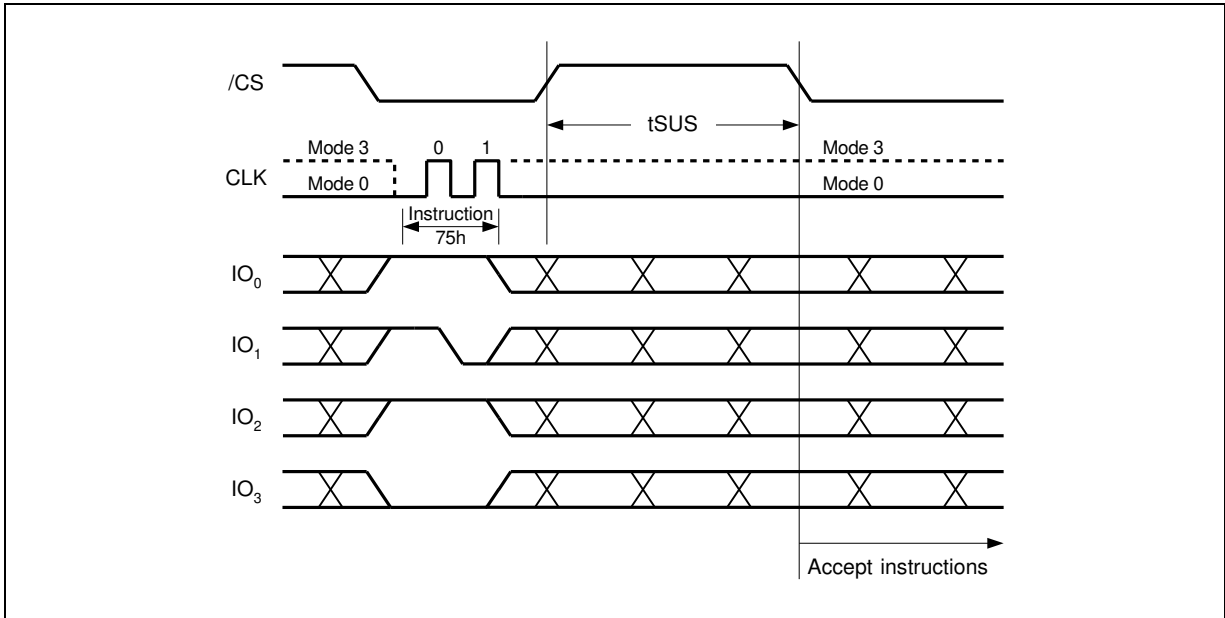 /CS
tSUS
Mode 3 0 1 Mode 3
CLK
Mode 0 Mode 0
Instruction
75h
IO0
IO1
IO2
IO3
Accept instructions